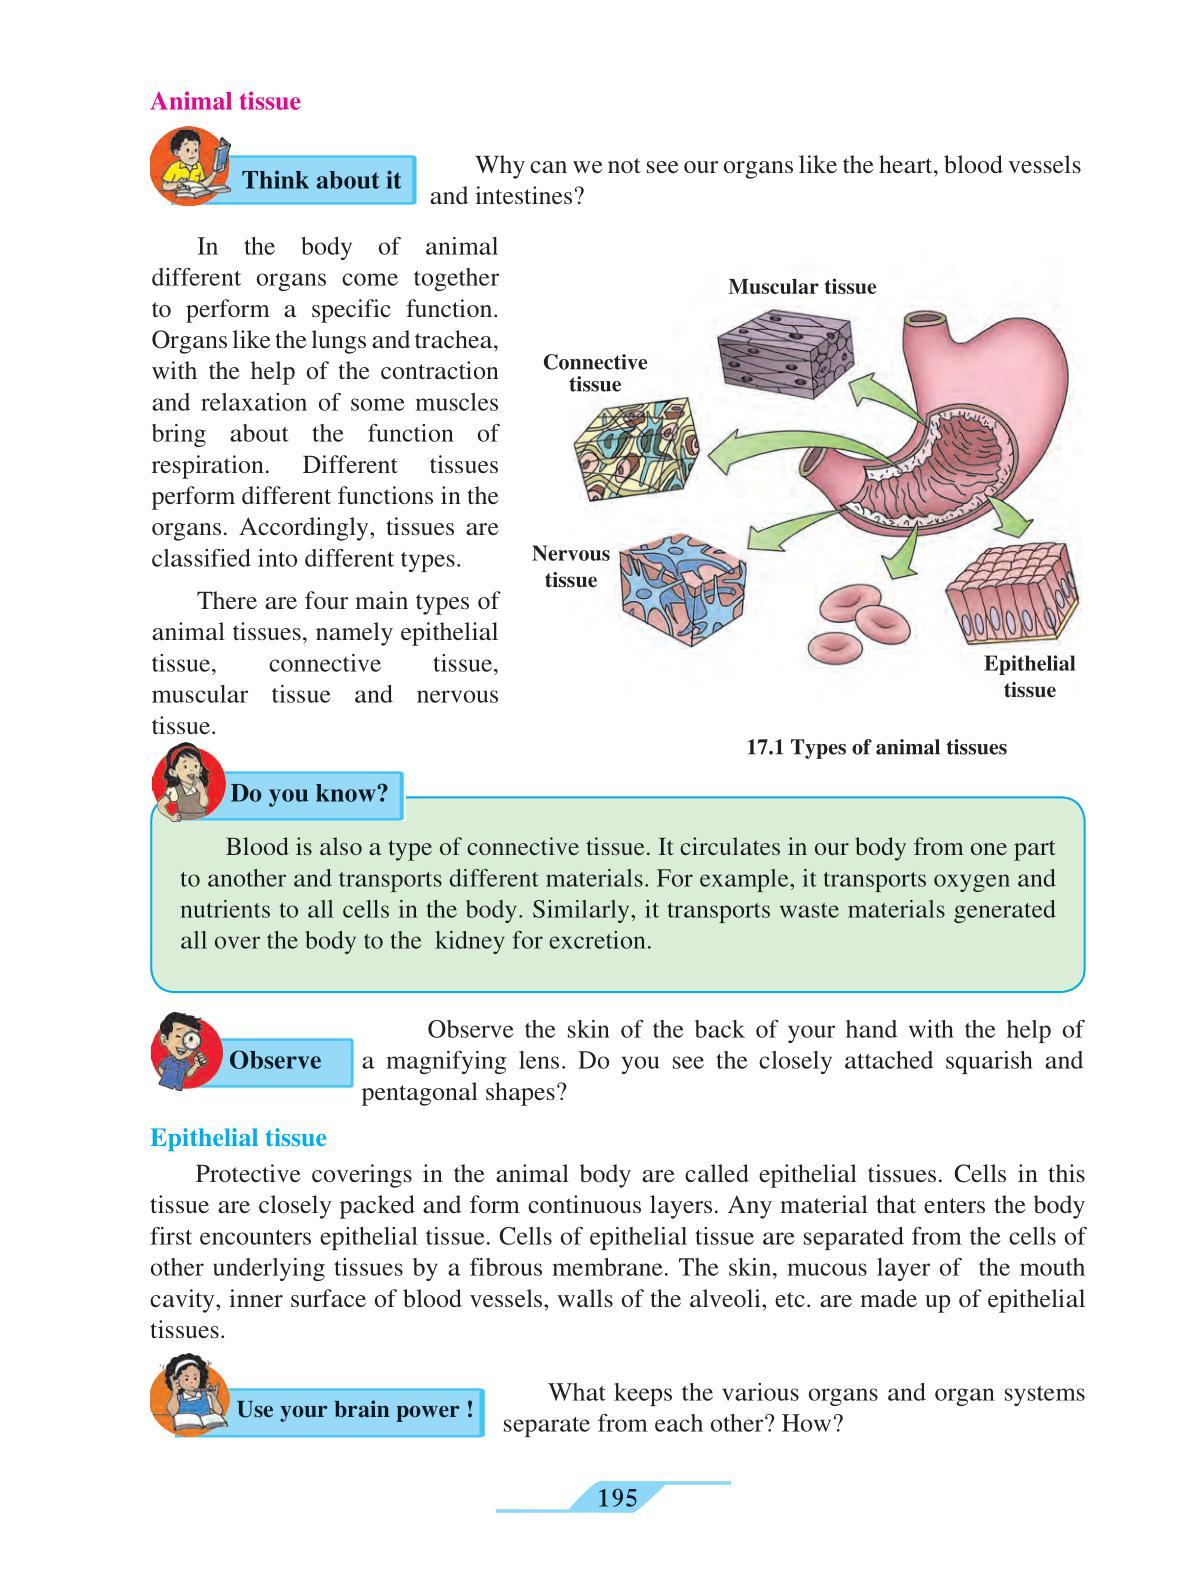 Animal tissue
Think about it
Why can we not see our organs like the heart, blood vessels
and intestines?
In the body of animal
different organs come together
to perform a specific function.
Organs like the lungs and trachea,
with the help of the contraction
and relaxation of some muscles
bring about the function of
respiration. Different tissues
perform different functions in the
organs. Accordingly, tissues are
classified into different types.
There are four main types of
animal tissues, namely epithelial
tissue, connective tissue,
muscular tissue and nervous
tissue.
Muscular tissue
Connective
tissue
Nervous
tissue
Epithelial
tissue
17.1 Types of animal tissues
Do you know?
Blood is also a type of connective tissue. It circulates in our body from one part
to another and transports different materials. For example, it transports oxygen and
nutrients to all cells in the body. Similarly, it transports waste materials generated
all over the body to the kidney for excretion.
Observe
Observe the skin of the back of your hand with the help of
a magnifying lens. Do you see the closely attached squarish and
pentagonal shapes?
Epithelial tissue
Protective coverings in the animal body are called epithelial tissues. Cells in this
tissue are closely packed and form continuous layers. Any material that enters the body
first encounters epithelial tissue. Cells of epithelial tissue are separated from the cells of
other underlying tissues by a fibrous membrane. The skin, mucous layer of the mouth
cavity, inner surface of blood vessels, walls of the alveoli, etc. are made up of epithelial
tissues.
Use your brain power !
What keeps the various organs and organ systems
separate from each other? How?
195